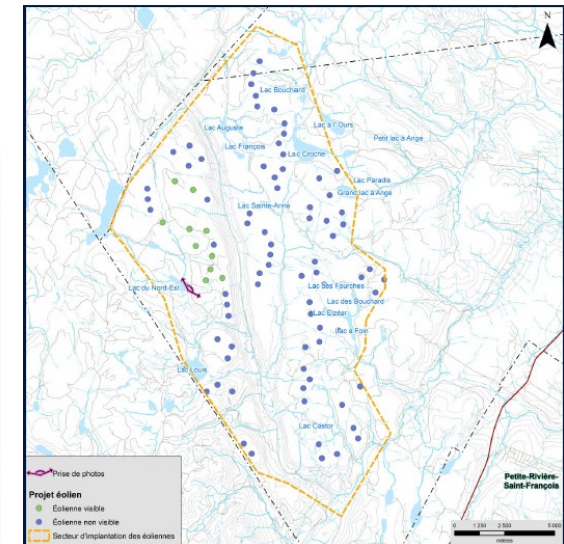 N
Lac Bouchard
Lac Auguste
Lac à l'Ours
Petit lac à Ange
Lac François
Lac Croche
Lac Paradis
Grand lac à Ange
Lac Sainte-Anne
Lac du Nord-Est
Lac des Fourches
Lac des Bouchard
Lac Elzéar
Lac à Foin
Lac Louis
Lac Castor
Petite-Rivière-
Saint-François
Prise de photos
Projet éolien
Éolienne visible
Éolienne non visible
Secteur d'implantation des éoliennes
0 1 250 2 500 5 000
mètres